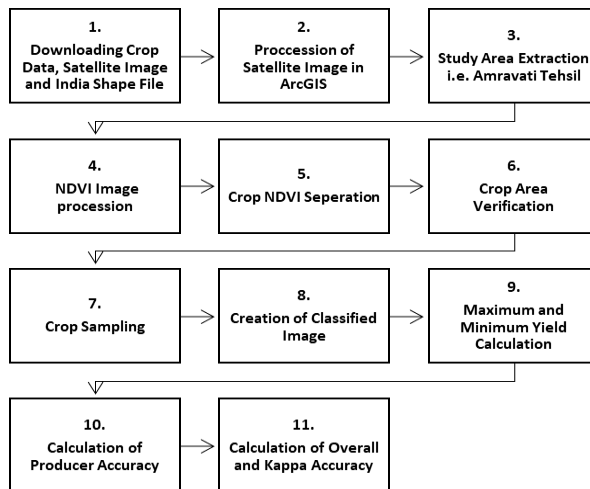 1.
Downloading Crop
Data, Satellite Image
and India Shape File
2.
Proccession of
Satellite Image in
ArcGIS
3.
Study Area Extraction
i.e. Amravati Tehsil
4.
NDVI Image
procession
5.
Crop NDVI Seperation
6.
Crop Area
Verification
7.
Crop Sampling
8.
Creation of Classified
Image
9.
Maximum and
Minimum Yield
Calculation
10.
Calculation of
Producer Accuracy
11.
Calculation of Overall
and Kappa Accuracy